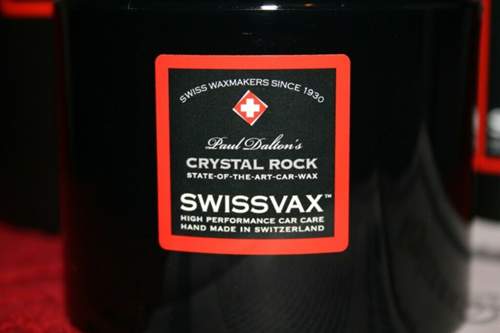 SWISS WAXMAKERS SINCE 1930
Paul Dalton's
CRYSTAL ROCK
STATE-OF-THE-ART-CAR-WAX
SWISSVAX™
HIGH PERFORMANCE CAR CARE
HAND MADE IN SWITZERLAND